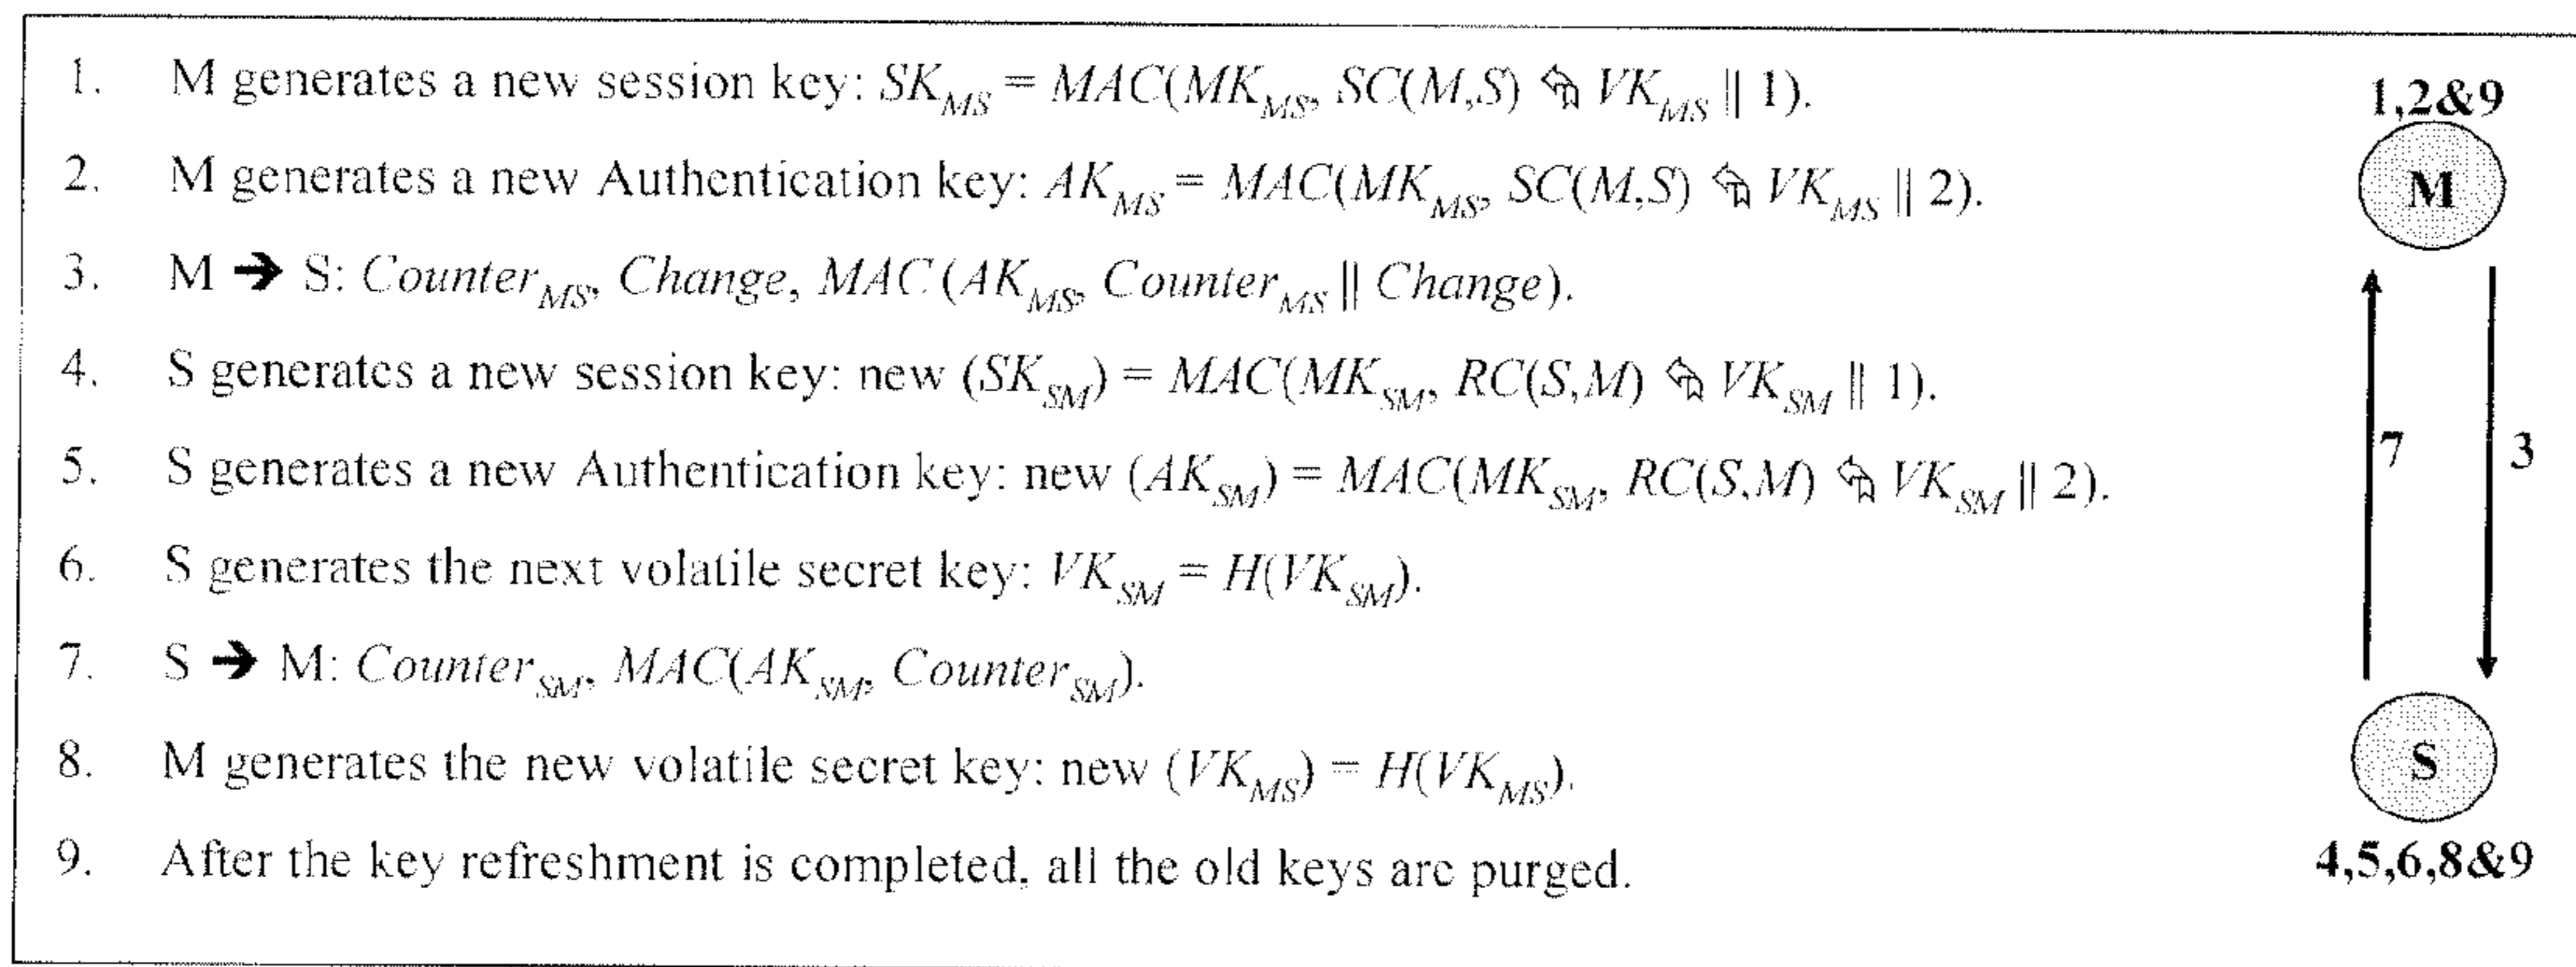 1. M generates a new session key: SK_MS = MAC(MK_MS, SC(M,S) ⇖ VK_MS || 1).
2. M generates a new Authentication key: AK_MS = MAC(MK_MS, SC(M,S) ⇖ VK_MS || 2).
3. M ➔ S: Counter_MS, Change, MAC (AK_MS, Counter_MS || Change).
4. S generates a new session key: new (SK_SM) = MAC(MK_SM, RC(S,M) ⇖ VK_SM || 1).
5. S generates a new Authentication key: new (AK_SM) = MAC(MK_SM, RC(S,M) ⇖ VK_SM || 2).
6. S generates the next volatile secret key: VK_SM = H(VK_SM).
7. S ➔ M: Counter_SM, MAC(AK_SM, Counter_SM).
8. M generates the new volatile secret key: new (VK_MS) = H(VK_MS).
9. After the key refreshment is completed, all the old keys are purged.
1,2&9
M
7
3
S
4,5,6,8&9